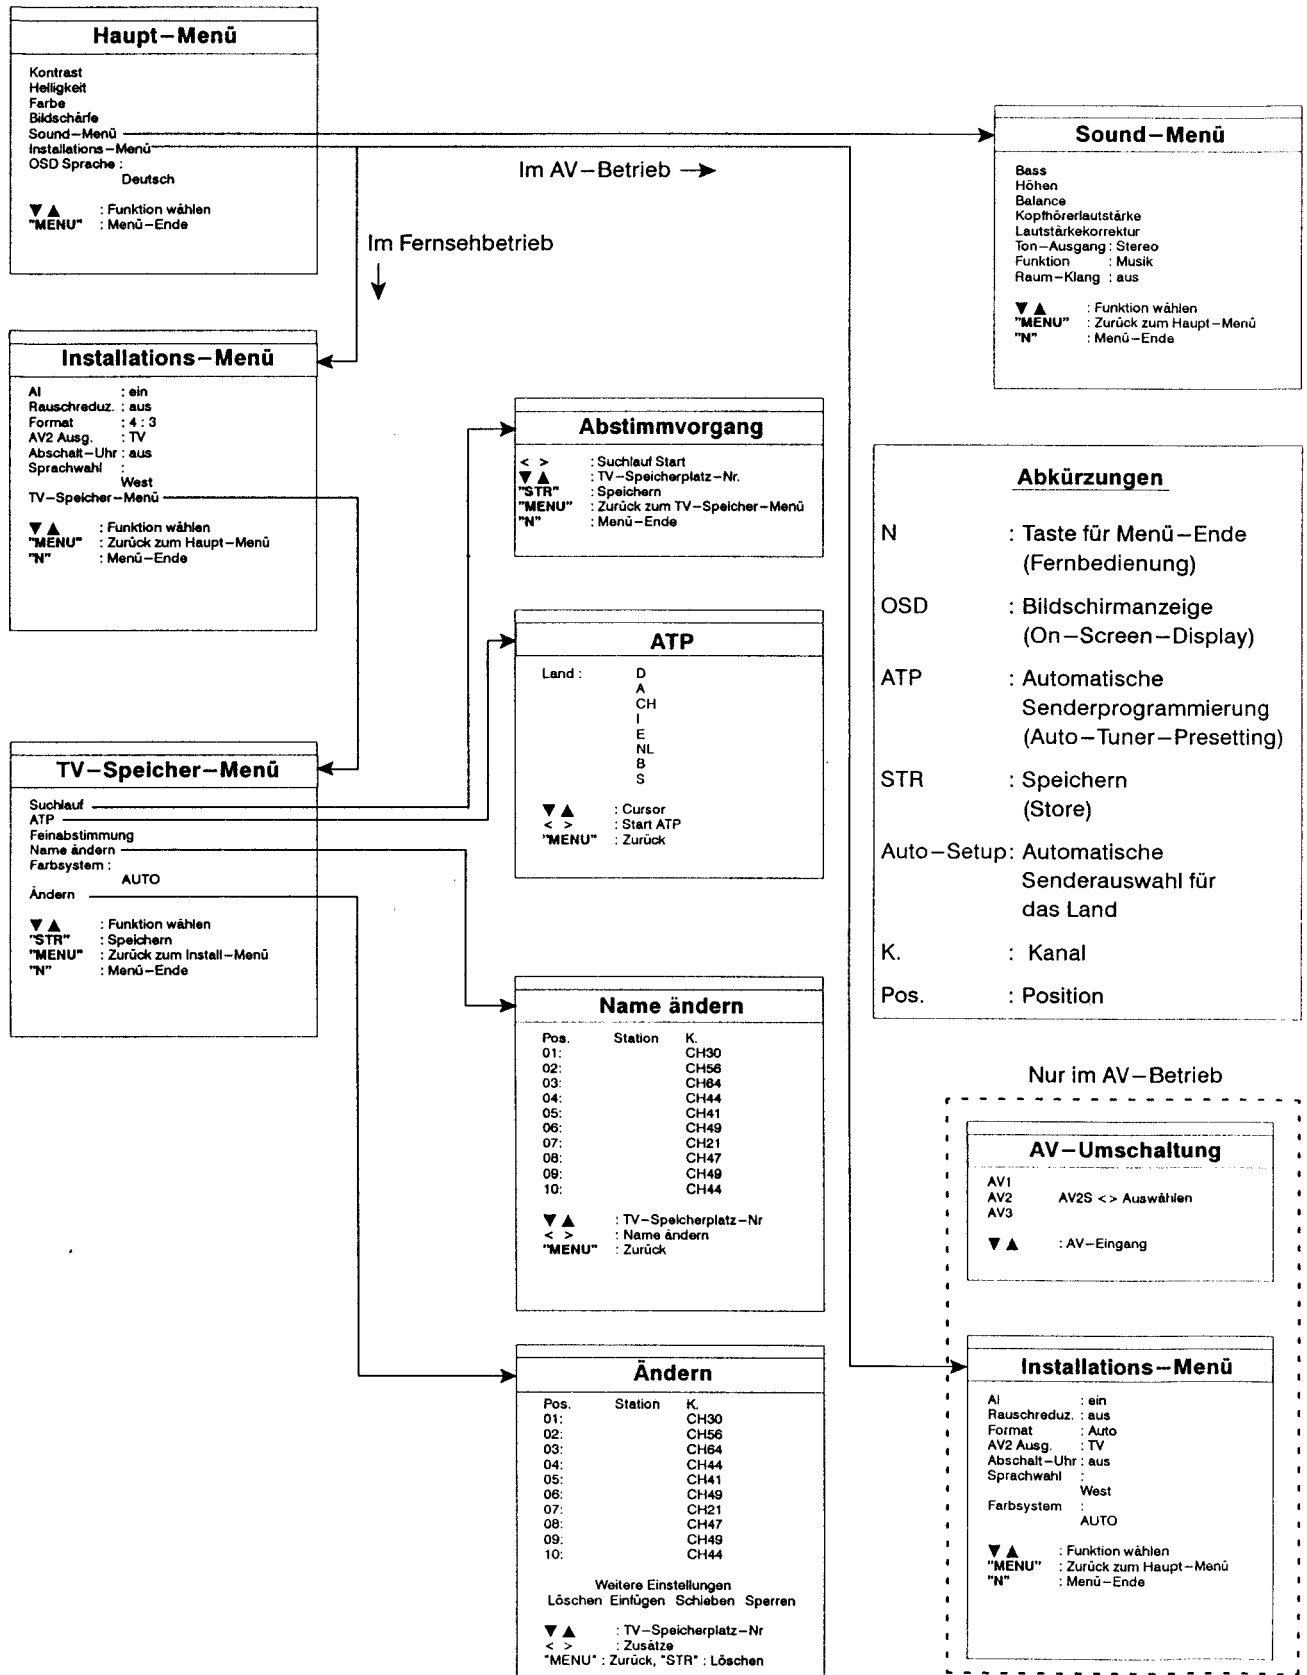 Haupt–Menü
Kontrast
Helligkeit
Farbe
Bildschärfe
Sound–Menü
Installations–Menü
OSD Sprache :
Deutsch
▼ ▲ : Funktion wählen
"MENU" : Menü–Ende
Im AV–Betrieb →
Im Fernsehbetrieb
↓
Sound–Menü
Bass
Höhen
Balance
Kopfhörerlautstärke
Lautstärkekorrektur
Ton–Ausgang : Stereo
Funktion : Musik
Raum–Klang : aus
▼ ▲ : Funktion wählen
"MENU" : Zurück zum Haupt–Menü
"N" : Menü–Ende
Installations–Menü
AI : ein
Rauschreduz. : aus
Format : 4 : 3
AV2 Ausg. : TV
Abschalt–Uhr : aus
Sprachwahl :
West
TV–Speicher–Menü
▼ ▲ : Funktion wählen
"MENU" : Zurück zum Haupt–Menü
"N" : Menü–Ende
Abstimmvorgang
< > : Suchlauf Start
▼ ▲ : TV–Speicherplatz–Nr.
"STR" : Speichern
"MENU" : Zurück zum TV–Speicher–Menü
"N" : Menü–Ende
ATP
Land : D
A
CH
I
E
NL
B
S
▼ ▲ : Cursor
< > : Start ATP
"MENU" : Zurück
Abkürzungen
N : Taste für Menü–Ende
(Fernbedienung)
OSD : Bildschirmanzeige
(On–Screen–Display)
ATP : Automatische
Senderprogrammierung
(Auto–Tuner–Presetting)
STR : Speichern
(Store)
Auto–Setup: Automatische
Senderauswahl für
das Land
K. : Kanal
Pos. : Position
TV–Speicher–Menü
Suchlauf
ATP
Feinabstimmung
Name ändern
Farbsystem :
AUTO
Ändern
▼ ▲ : Funktion wählen
"STR" : Speichern
"MENU" : Zurück zum Install–Menü
"N" : Menü–Ende
Name ändern
Pos. Station K.
01: CH30
02: CH56
03: CH64
04: CH44
05: CH41
06: CH49
07: CH21
08: CH47
09: CH49
10: CH44
▼ ▲ : TV–Speicherplatz–Nr
< > : Name ändern
"MENU" : Zurück
Ändern
Pos. Station K.
01: CH30
02: CH56
03: CH64
04: CH44
05: CH41
06: CH49
07: CH21
08: CH47
09: CH49
10: CH44
Weitere Einstellungen
Löschen Einfügen Schieben Sperren
▼ ▲ : TV–Speicherplatz–Nr
< > : Zusätze
"MENU" : Zurück, "STR" : Löschen
Nur im AV–Betrieb
AV–Umschaltung
AV1
AV2 AV2S < > Auswählen
AV3
▼ ▲ : AV–Eingang
Installations–Menü
AI : ein
Rauschreduz. : aus
Format : Auto
AV2 Ausg. : TV
Abschalt–Uhr : aus
Sprachwahl :
West
Farbsystem :
AUTO
▼ ▲ : Funktion wählen
"MENU" : Zurück zum Haupt–Menü
"N" : Menü–Ende